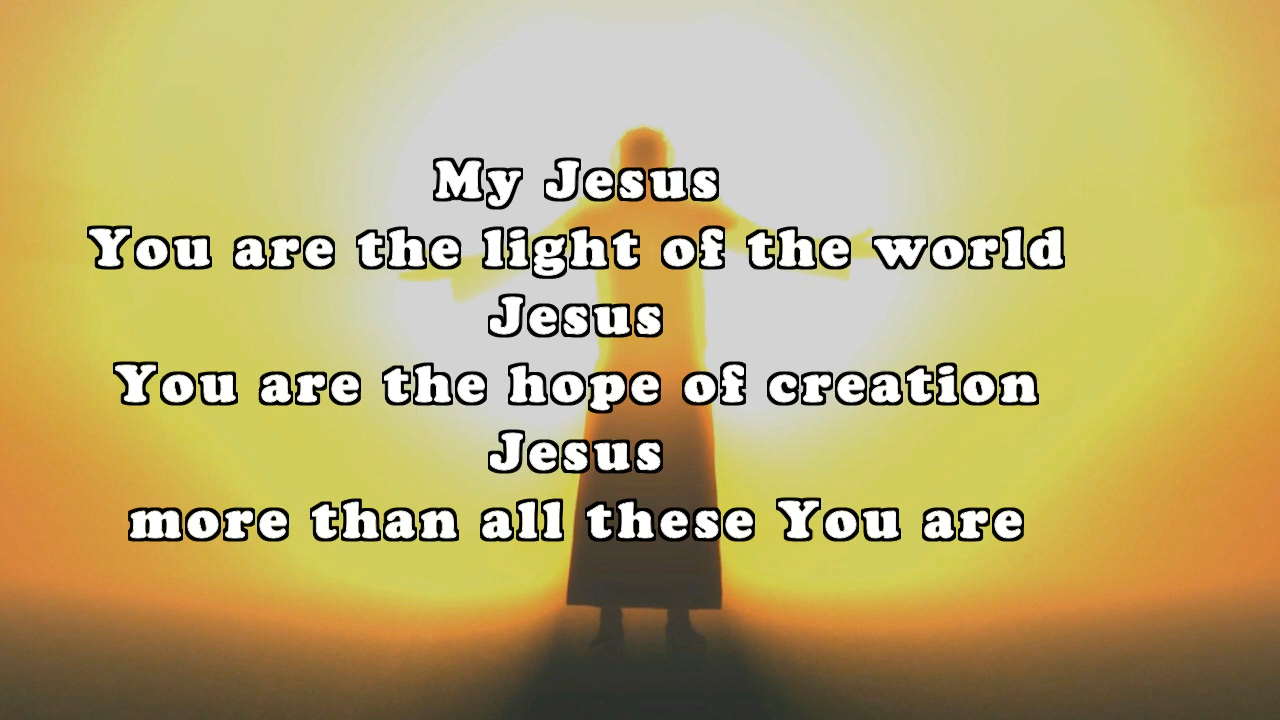 My Jesus
You are the light of the world
Jesus
You are the hope of creation
Jesus
more than all these You are